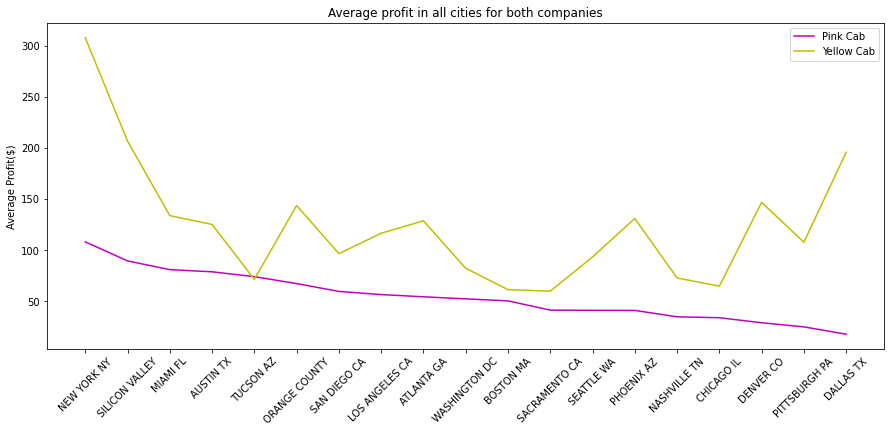 Average profit in all cities for both companies
Pink Cab
Yellow Cab
Average Profit($)
300
250
200
150
100
50
NEW YORK NY
SILICON VALLEY
MIAMI FL
AUSTIN TX
TUCSON AZ
ORANGE COUNTY
SAN DIEGO CA
LOS ANGELES CA
ATLANTA GA
WASHINGTON DC
BOSTON MA
SACRAMENTO CA
SEATTLE WA
PHOENIX AZ
NASHVILLE TN
CHICAGO IL
DENVER CO
PITTSBURGH PA
DALLAS TX